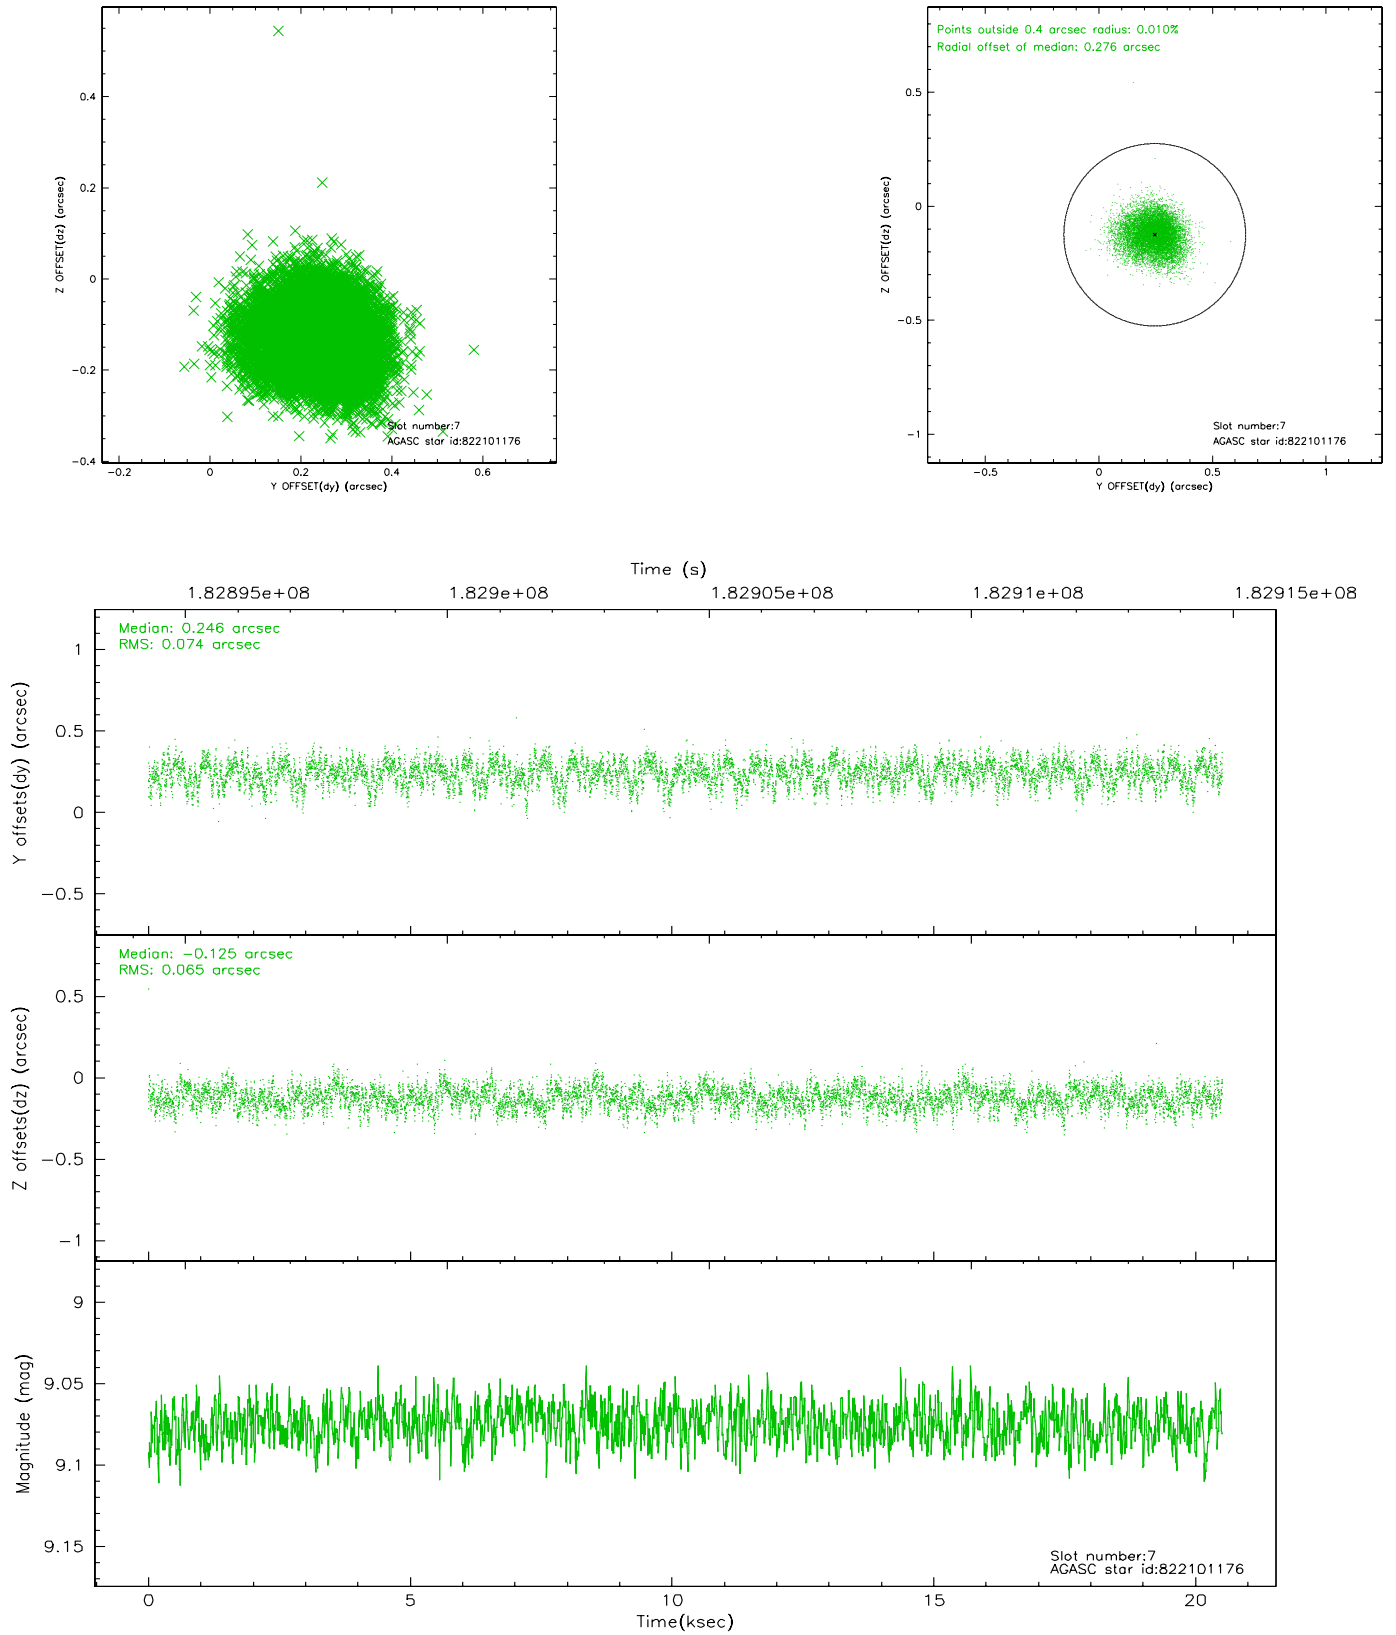 0.4
0.2
0
−0.2
−0.4
Z OFFSET(dz) (arcsec)
−0.2
0
0.2
0.4
0.6
Y OFFSET(dy) (arcsec)
Slot number:7
AGASC star id:822101176
Points outside 0.4 arcsec radius: 0.010%
Radial offset of median: 0.276 arcsec
0.5
0
−0.5
−1
Z OFFSET(dz) (arcsec)
−0.5
0
0.5
1
Y OFFSET(dy) (arcsec)
Slot number:7
AGASC star id:822101176
Time (s)
1.82895e+08
1.829e+08
1.82905e+08
1.8291e+08
1.82915e+08
Median: 0.246 arcsec
RMS: 0.074 arcsec
1
0.5
0
−0.5
Y offsets(dy) (arcsec)
Median: −0.125 arcsec
RMS: 0.065 arcsec
0.5
0
−0.5
−1
Z offsets(dz) (arcsec)
9
9.05
9.1
9.15
Magnitude (mag)
Slot number:7
AGASC star id:822101176
0
5
10
15
20
Time(ksec)